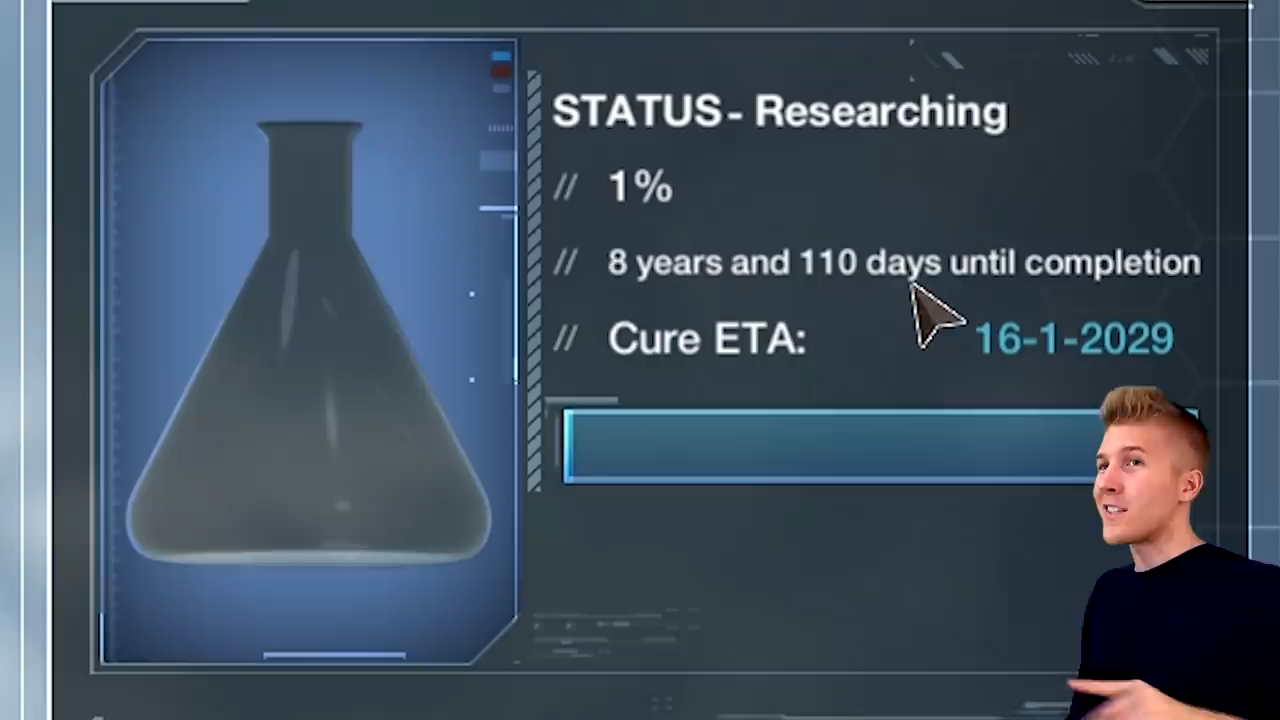 STATUS - Researching
// 1%
// 8 years and 110 days until completion
// Cure ETA: 16-1-2029